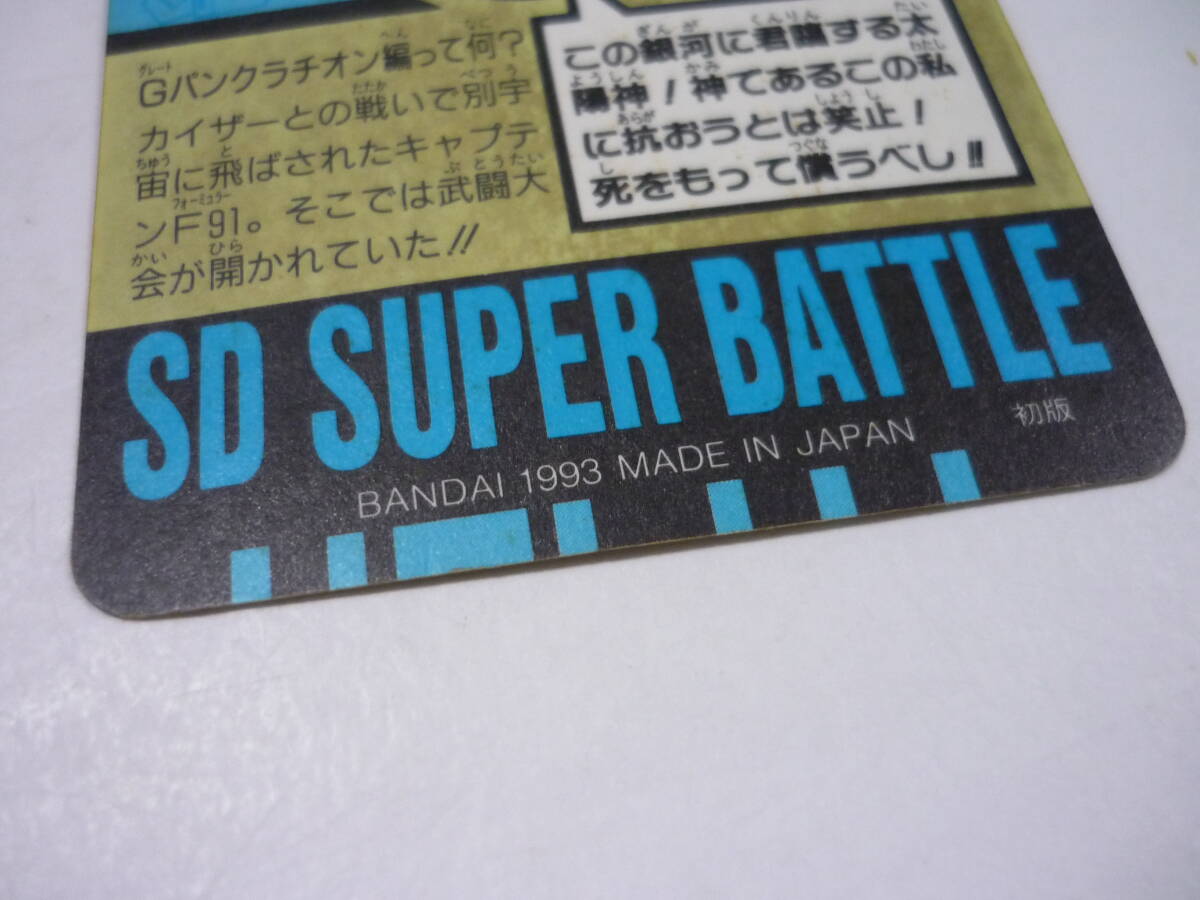 Gパンクラチオン編って何?
カイザーとの戦いで別宇
宙に飛ばされたキャプテ
ンF91。そこでは武闘大
会が開かれていた!!
この銀河に君臨する太
陽神!神てあるこの私
に抗おうとは笑止!
死をもって償うべし!!
SD SUPER BATTLE
BANDAI 1993 MADE IN JAPAN
初版